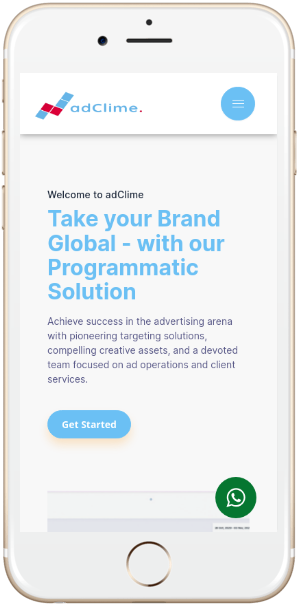 adClime.
Welcome to adClime
Take your Brand
Global - with our
Programmatic
Solution
Achieve success in the advertising arena
with pioneering targeting solutions,
compelling creative assets, and a devoted
team focused on ad operations and client
services.
Get Started